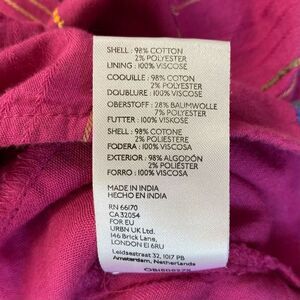 SHELL : 98% COTTON
2% POLYESTER
LINING : 100% VISCOSE
COQUILLE : 98% COTON
2% POLYESTER
DOUBLURE : 100% VISCOSE
OBERSTOFF : 28% BAUMWOLLE
7% POLYESTER
FUTTER : 100% VISKOSE
SHELL : 98% COTONE
2% POLIESTERE
FODERA : 100% VISCOSA
EXTERIOR : 98% ALGODÓN
2% POLIÉSTER
FORRO : 100% VISCOSA
MADE IN INDIA
HECHO EN INDIA
RN 66170
CA 32054
FOR EU
URBN UK Ltd.
146 Brick Lane,
LONDON E1 6RU
Leidsestraat 32, 1017 PB
Amsterdam, Netherlands